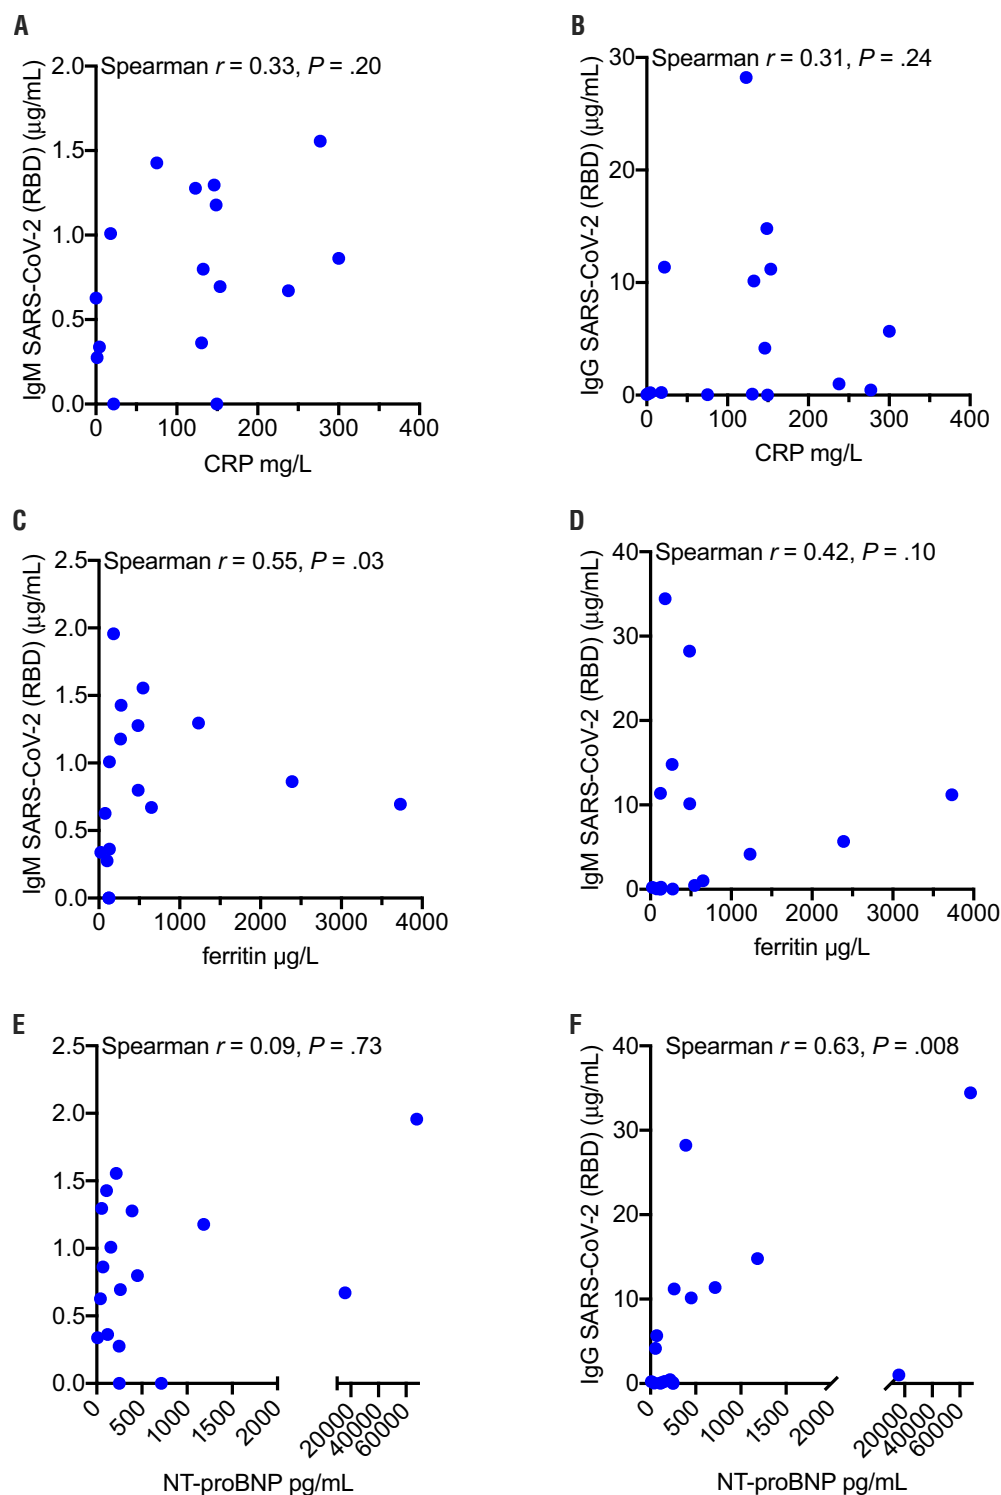 A
Spearman r = 0.33, P = .20
IgM SARS-CoV-2 (RBD) (μg/mL)
2.0
1.5
1.0
0.5
0.0
0 100 200 300 400
CRP mg/L
B
Spearman r = 0.31, P = .24
IgG SARS-CoV-2 (RBD) (μg/mL)
30
20
10
0
0 100 200 300 400
CRP mg/L
C
Spearman r = 0.55, P = .03
IgM SARS-CoV-2 (RBD) (μg/mL)
2.5
2.0
1.5
1.0
0.5
0.0
0 1000 2000 3000 4000
ferritin μg/L
D
Spearman r = 0.42, P = .10
IgM SARS-CoV-2 (RBD) (μg/mL)
40
30
20
10
0
0 1000 2000 3000 4000
ferritin μg/L
E
Spearman r = 0.09, P = .73
2.5
2.0
1.5
1.0
0.5
0.0
0 500 1000 1500 2000 20000 40000 60000
NT-proBNP pg/mL
F
Spearman r = 0.63, P = .008
IgG SARS-CoV-2 (RBD) (μg/mL)
40
30
20
10
0
0 500 1000 1500 2000 20000 40000 60000
NT-proBNP pg/mL